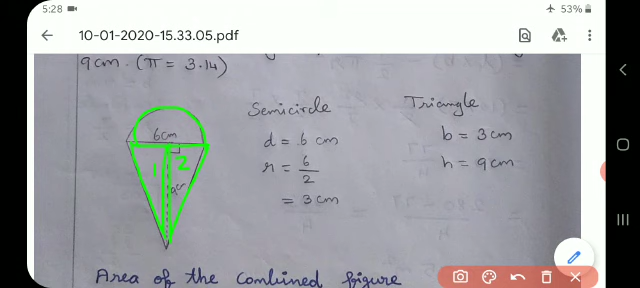 5:28
53%
10-01-2020-15.33.05.pdf
9cm. (π = 3.14)
Semicircle
d = 6 cm
r = 6/2
= 3 cm
Triangle
b = 3 cm
h = 9 cm
6cm
1 2
9cm
Area of the combined figure